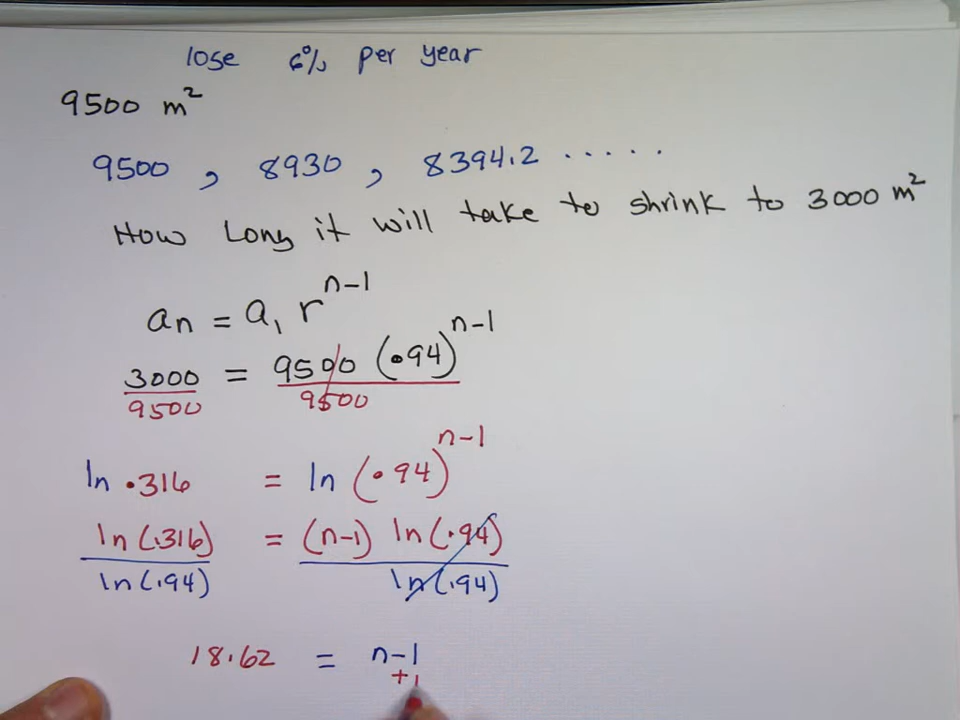 lose 6% per year
9500 m²
9500 , 8930 , 8394.2 .....
How Long it will take to shrink to 3000 m²
an = a₁ r^(n-1)
3000 = 9500 (.94)^(n-1)
9500 9500
ln .316 = ln (.94)^(n-1)
ln (.316) = (n-1) ln (.94)
ln (.94) ln (.94)
18.62 = n-1
+1